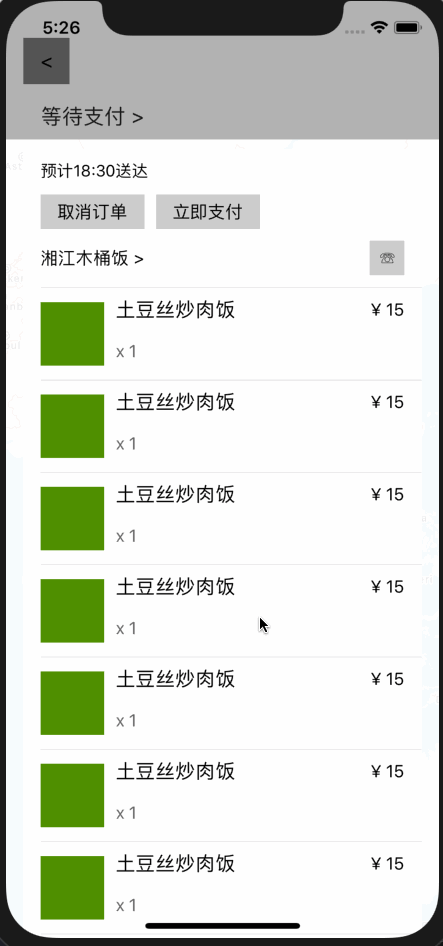 5:26
<
等待支付 >
预计18:30送达
取消订单 立即支付
湘江木桶饭 >
土豆丝炒肉饭 ¥ 15
x 1
土豆丝炒肉饭 ¥ 15
x 1
土豆丝炒肉饭 ¥ 15
x 1
土豆丝炒肉饭 ¥ 15
x 1
土豆丝炒肉饭 ¥ 15
x 1
土豆丝炒肉饭 ¥ 15
x 1
土豆丝炒肉饭 ¥ 15
x 1